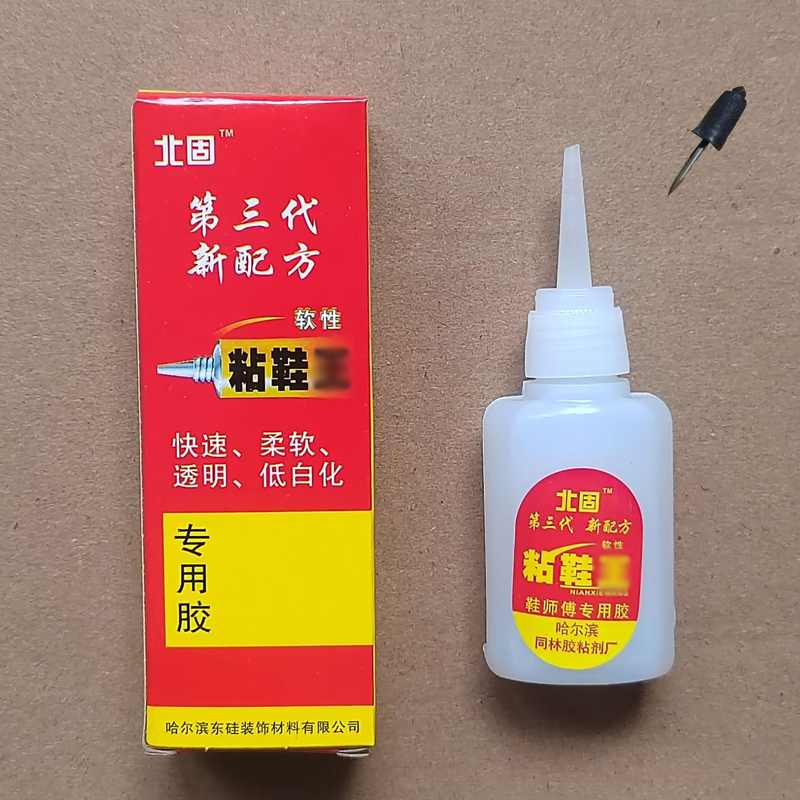 北固™
第三代
新配方
软性
粘鞋
快速、柔软、
透明、低白化
专用胶
哈尔滨东硅装饰材料有限公司
北固™
第三代 新配方
软性
粘鞋
NIANXIE
鞋师傅专用胶
哈尔滨
同林胶粘剂厂